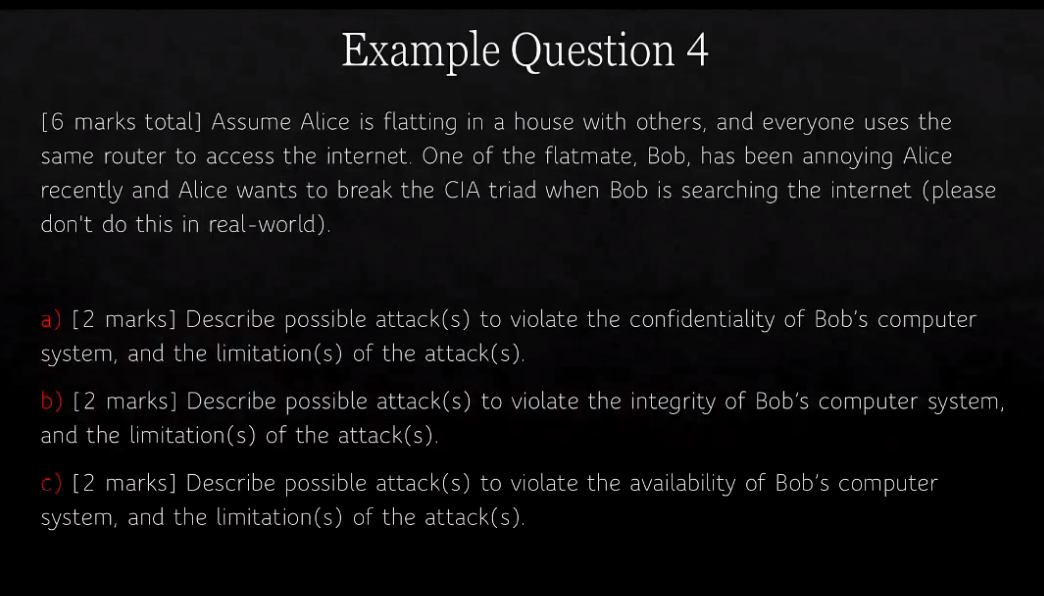 Example Question 4
[6 marks total] Assume Alice is flatting in a house with others, and everyone uses the
same router to access the internet. One of the flatmate, Bob, has been annoying Alice
recently and Alice wants to break the CIA triad when Bob is searching the internet (please
don't do this in real-world).
a) [2 marks] Describe possible attack(s) to violate the confidentiality of Bob's computer
system, and the limitation(s) of the attack(s).
b) [2 marks] Describe possible attack(s) to violate the integrity of Bob's computer system,
and the limitation(s) of the attack(s).
c) [2 marks] Describe possible attack(s) to violate the availability of Bob's computer
system, and the limitation(s) of the attack(s).